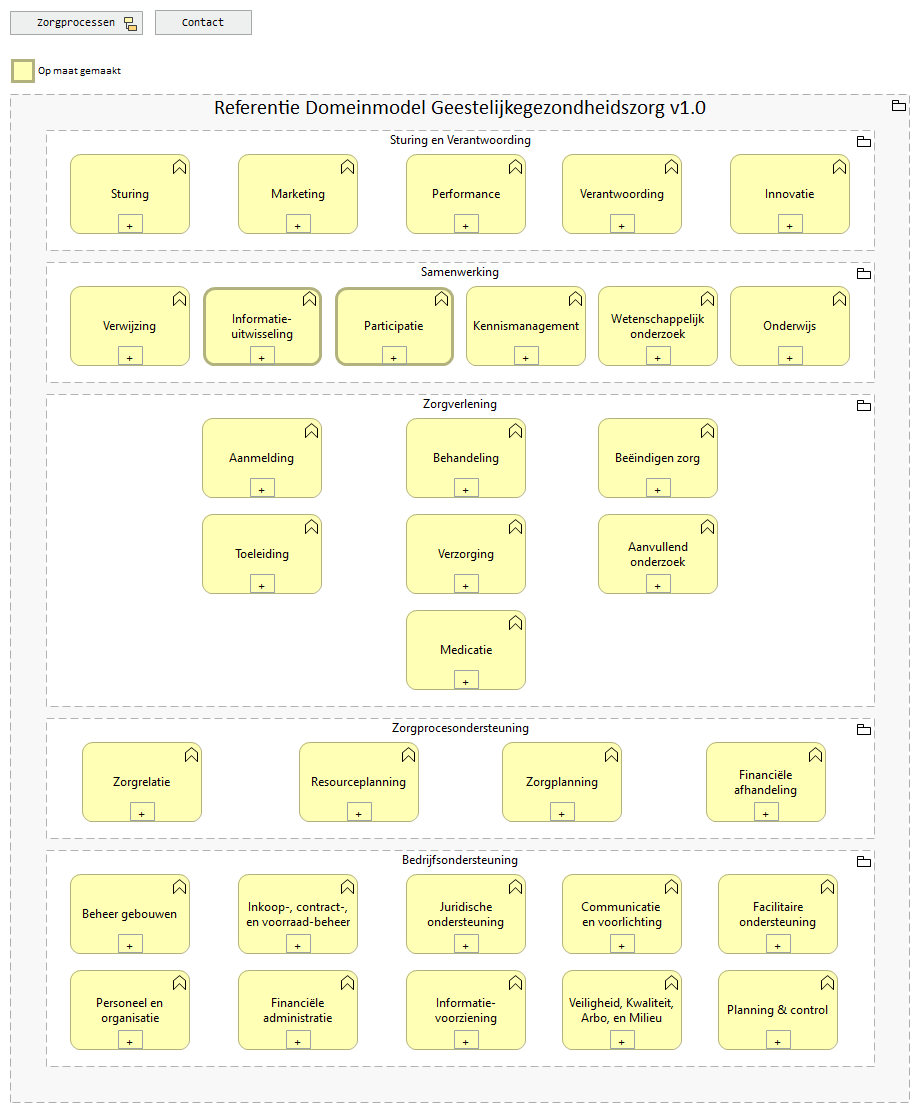 Zorgprocessen
Contact
Op maat gemaakt
Referentie Domeinmodel Geestelijkegezondheidszorg v1.0
Sturing en Verantwoording
Sturing
Marketing
Performance
Verantwoording
Innovatie
+
+
+
+
+
Samenwerking
Verwijzing
Informatie-
uitwisseling
Participatie
Kennismanagement
Wetenschappelijk
onderzoek
Onderwijs
+
+
+
+
+
+
Zorgverlening
Aanmelding
Behandeling
Beëindigen zorg
+
+
+
Toeleiding
Verzorging
Aanvullend
onderzoek
+
+
+
Medicatie
+
Zorgprocesondersteuning
Zorgrelatie
Resourceplanning
Zorgplanning
Financiële
afhandeling
+
+
+
+
Bedrijfsondersteuning
Beheer gebouwen
Inkoop-, contract-,
en voorraad-beheer
Juridische
ondersteuning
Communicatie
en voorlichting
Facilitaire
ondersteuning
+
+
+
+
+
Personeel en
organisatie
Financiële
administratie
Informatie-
voorziening
Veiligheid, Kwaliteit,
Arbo, en Milieu
Planning & control
+
+
+
+
+